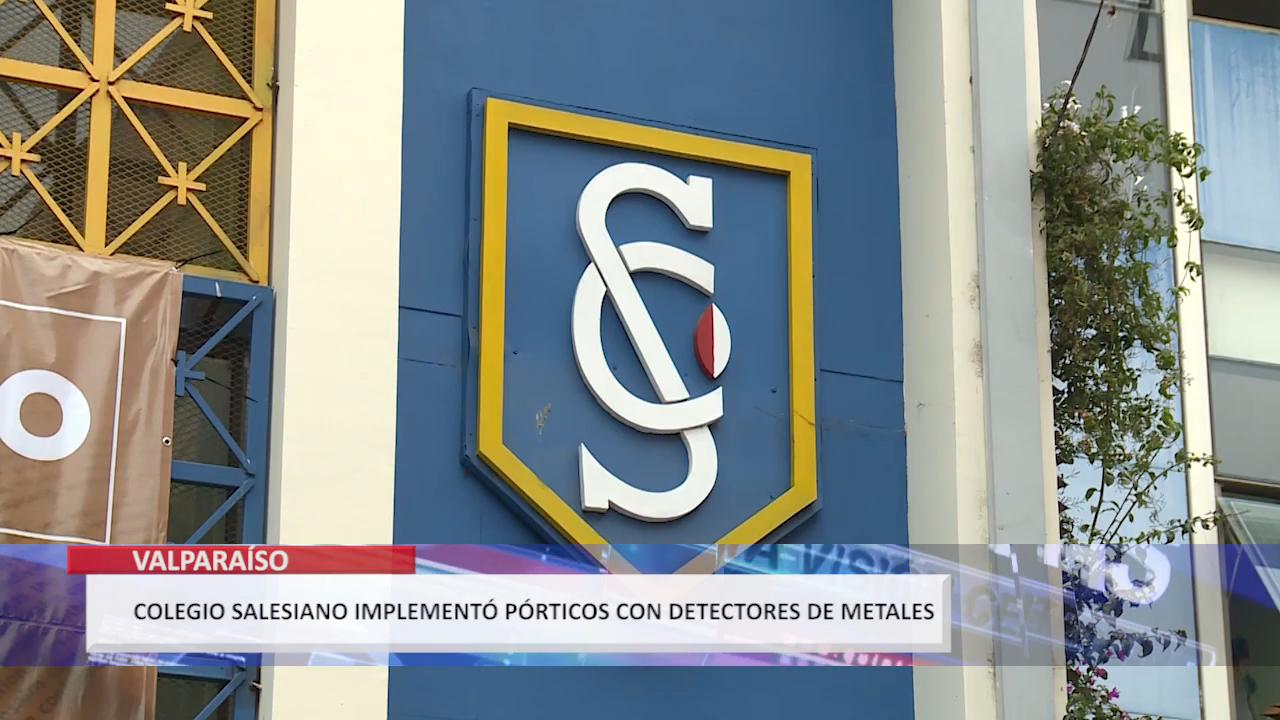 O
VALPARAÍSO
COLEGIO SALESIANO IMPLEMENTÓ PÓRTICOS CON DETECTORES DE METALES